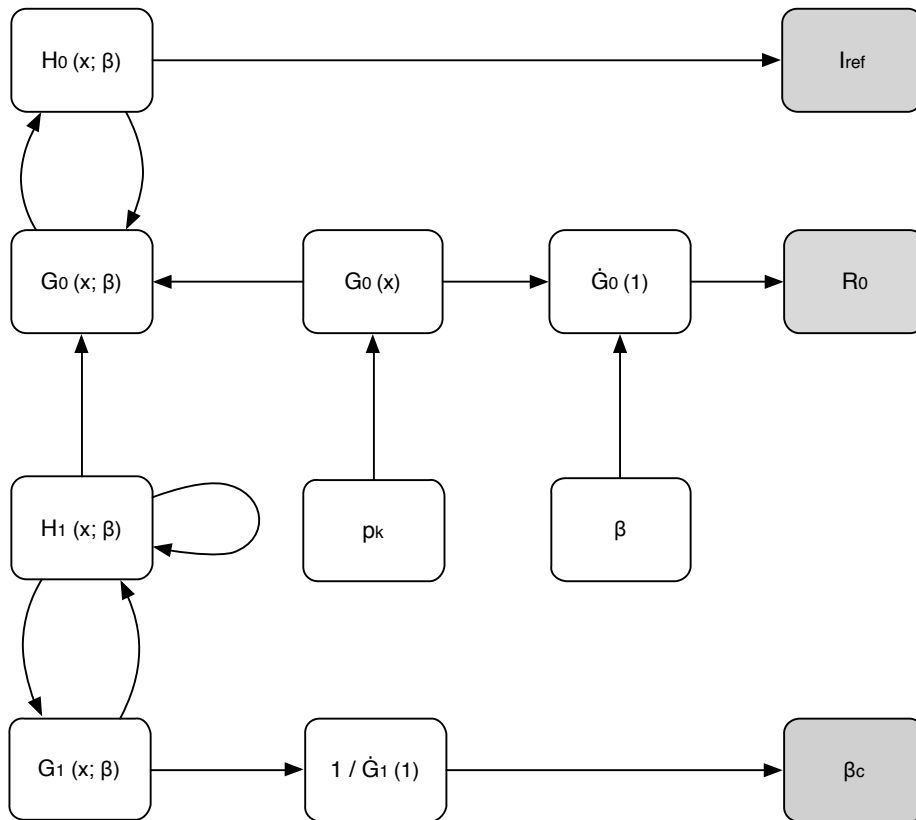 H0 (x; β)
Iref
G0 (x; β)
G0 (x)
Ġ0 (1)
R0
H1 (x; β)
pk
β
G1 (x; β)
1 / Ġ1 (1)
βc